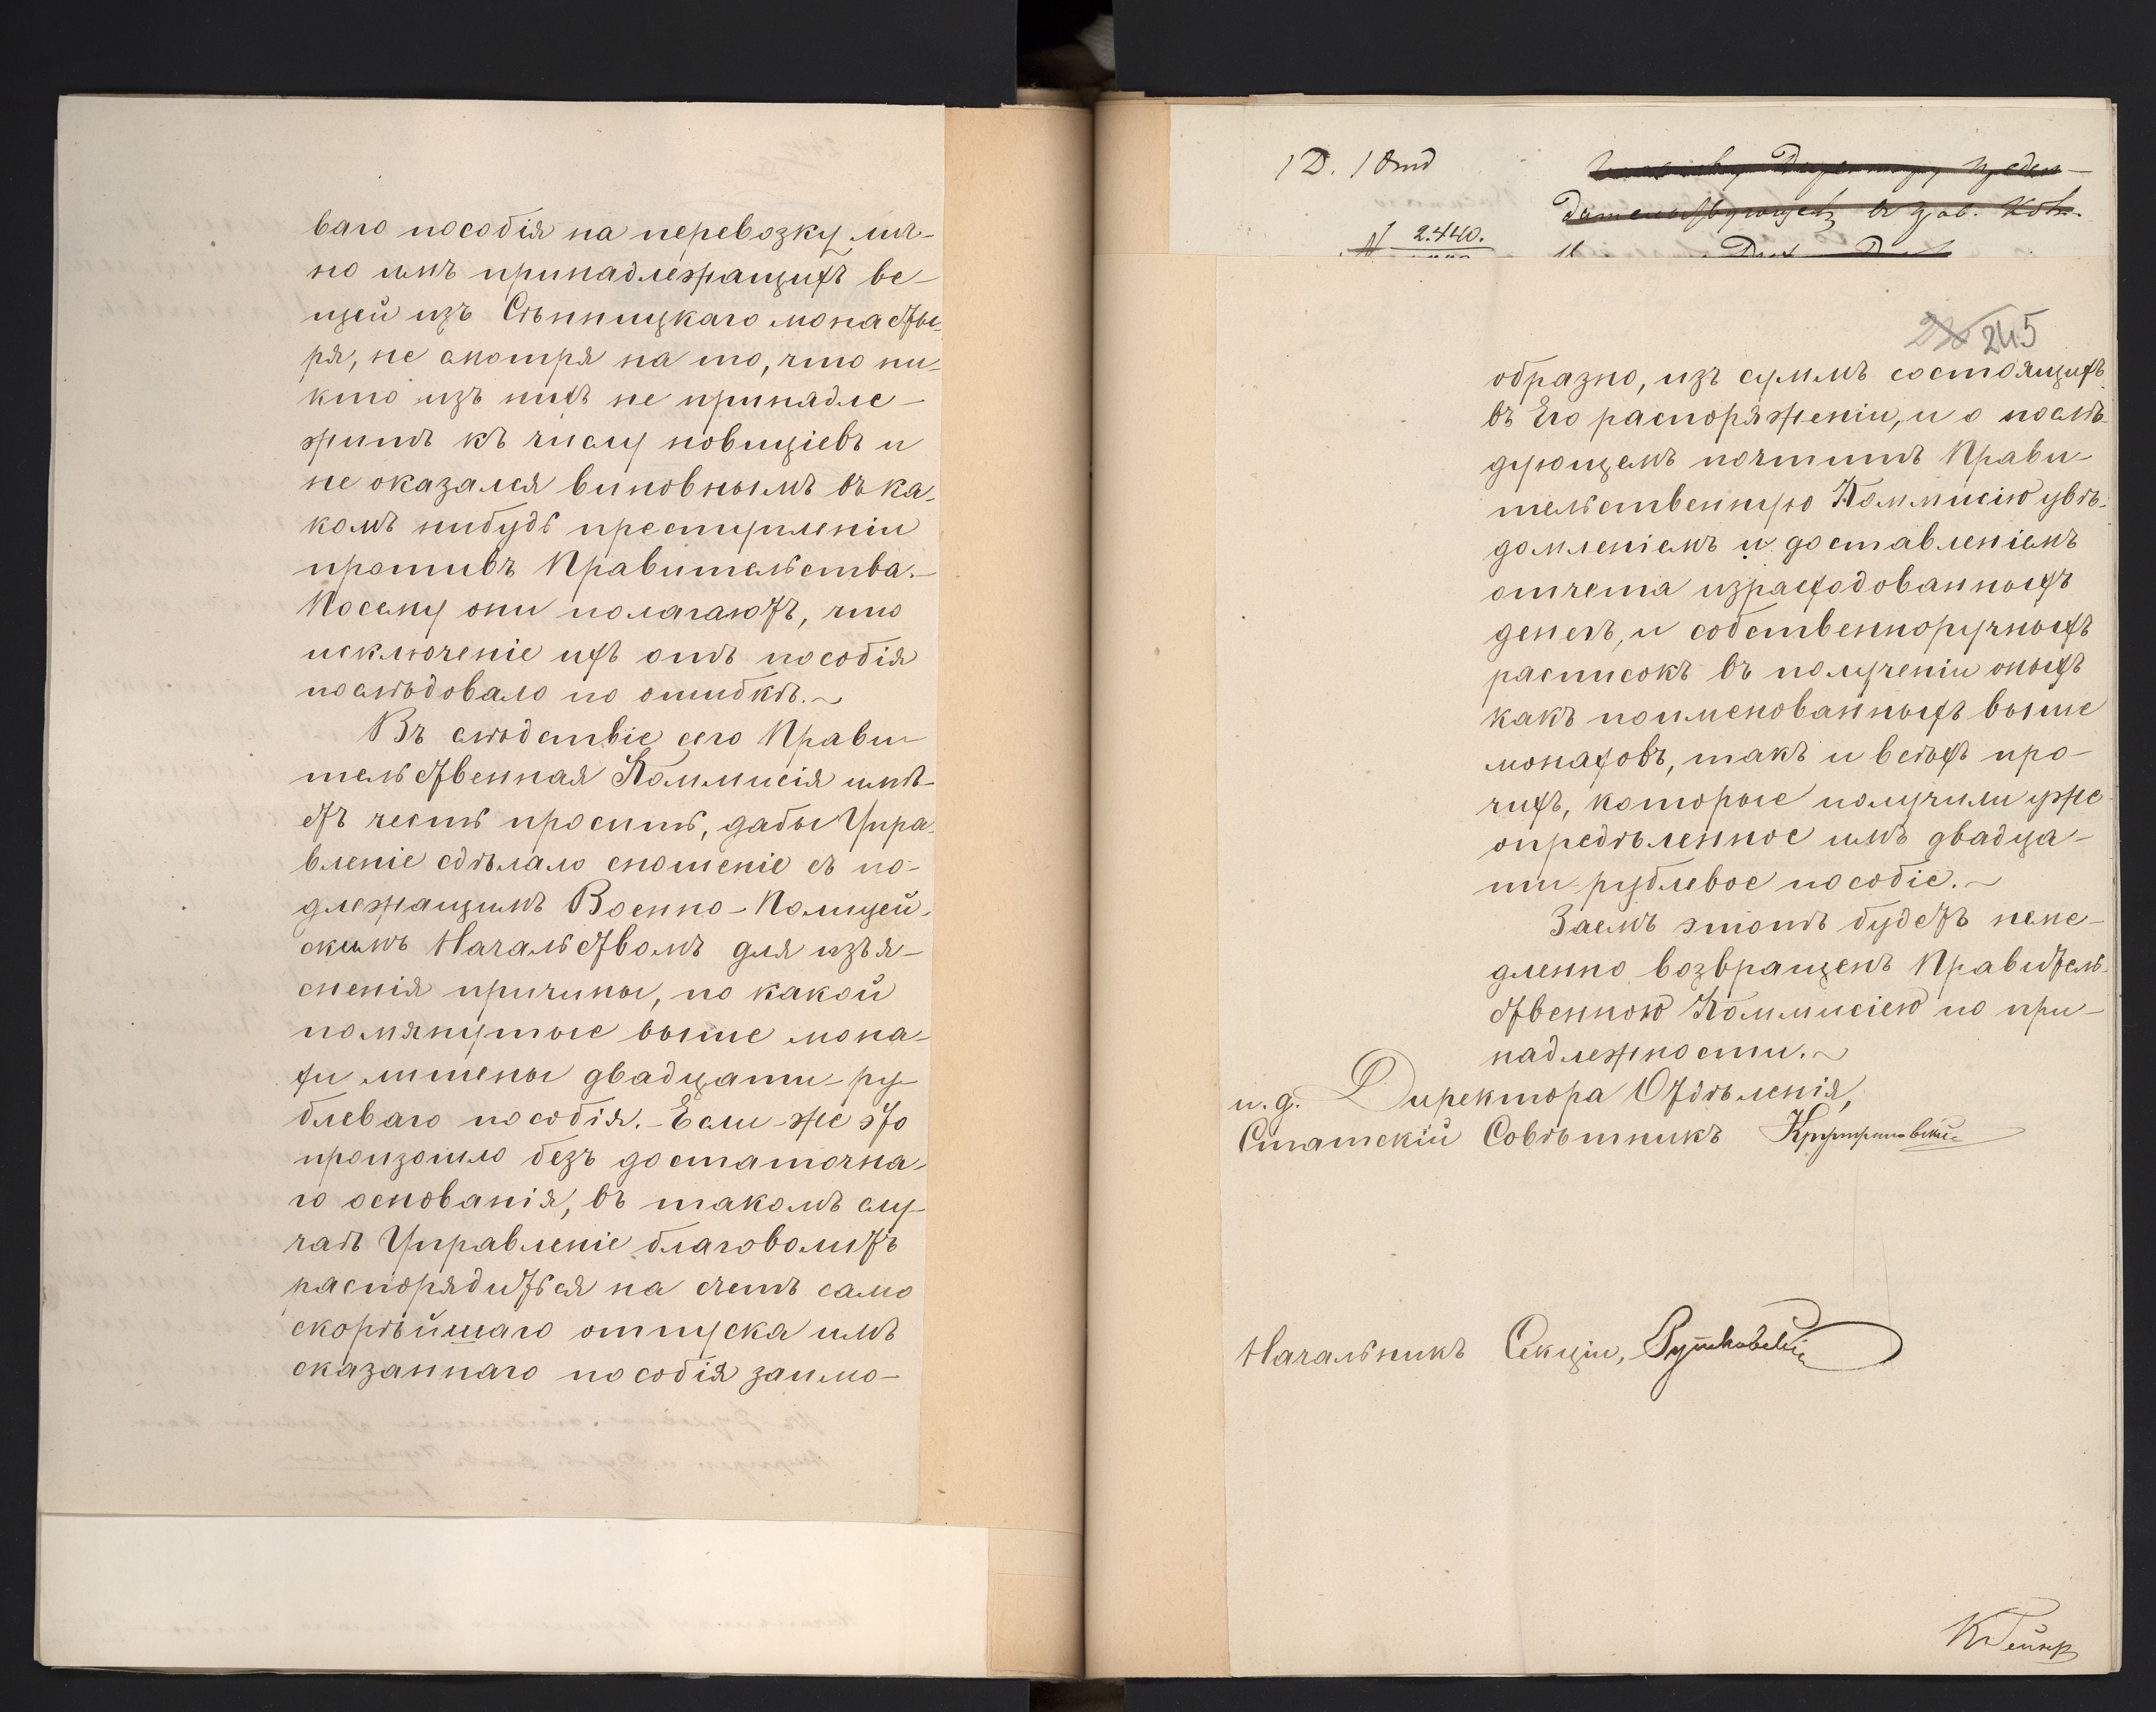 ваго пособія на перевозку лич-
но имъ принадлежащихъ ве-
щей изъ Сѣнницкаго монасты-
ря, не смотря на то, что ни-
кто изъ нихъ не принадле-
житъ къ числу новиціевъ и
не оказался виновнымъ въ ка-
комъ нибудь преступленіи
противъ Правительства.-
Посему они полагаютъ, что
исключеніе ихъ отъ пособія
послѣдовало по ошибкѣ.~
Въ слѣдствіе сего Прави-
тельственная Коммисія имѣ-
етъ честь просить, дабы Упра-
вленіе сдѣлало сношеніе съ по-
длежащимъ Военно-Полицей-
скимъ Начальствомъ для изъя-
сненія причины, по какой
помянутые выше мона-
хи лишены двадцати-ру-
блеваго пособія.- Если-же это
произошло безъ достаточна-
го основанія, въ такомъ слу-
чаѣ Управленіе благоволитъ
распорядиться на счетъ само
скорѣйшаго отпуска имъ
сказаннаго пособія заимо-
1 D. 1 Отд
№ 2.440.
245
образно, изъ суммъ состоящихъ
въ Его распоряженіи, и о послѣ-
дующемъ почтитъ Прави-
тельственную Коммисію увѣ-
домленіемъ и доставленіемъ
отчета израсходованныхъ
денегъ, и собственноручныхъ
расписокъ въ полученіи оныхъ
какъ поименованныхъ выше
монаховъ, такъ и всѣхъ про-
чихъ, которые получили уже
опредѣленное имъ двадца-
ти-рублевое пособіе.~
Заемъ этотъ будетъ неме-
дленно возвращенъ Правитель-
ственною Коммисіею по при-
надлежности.~
и. д. Директора Отдѣленія,
Статскій Совѣтникъ
Начальникъ Секціи,